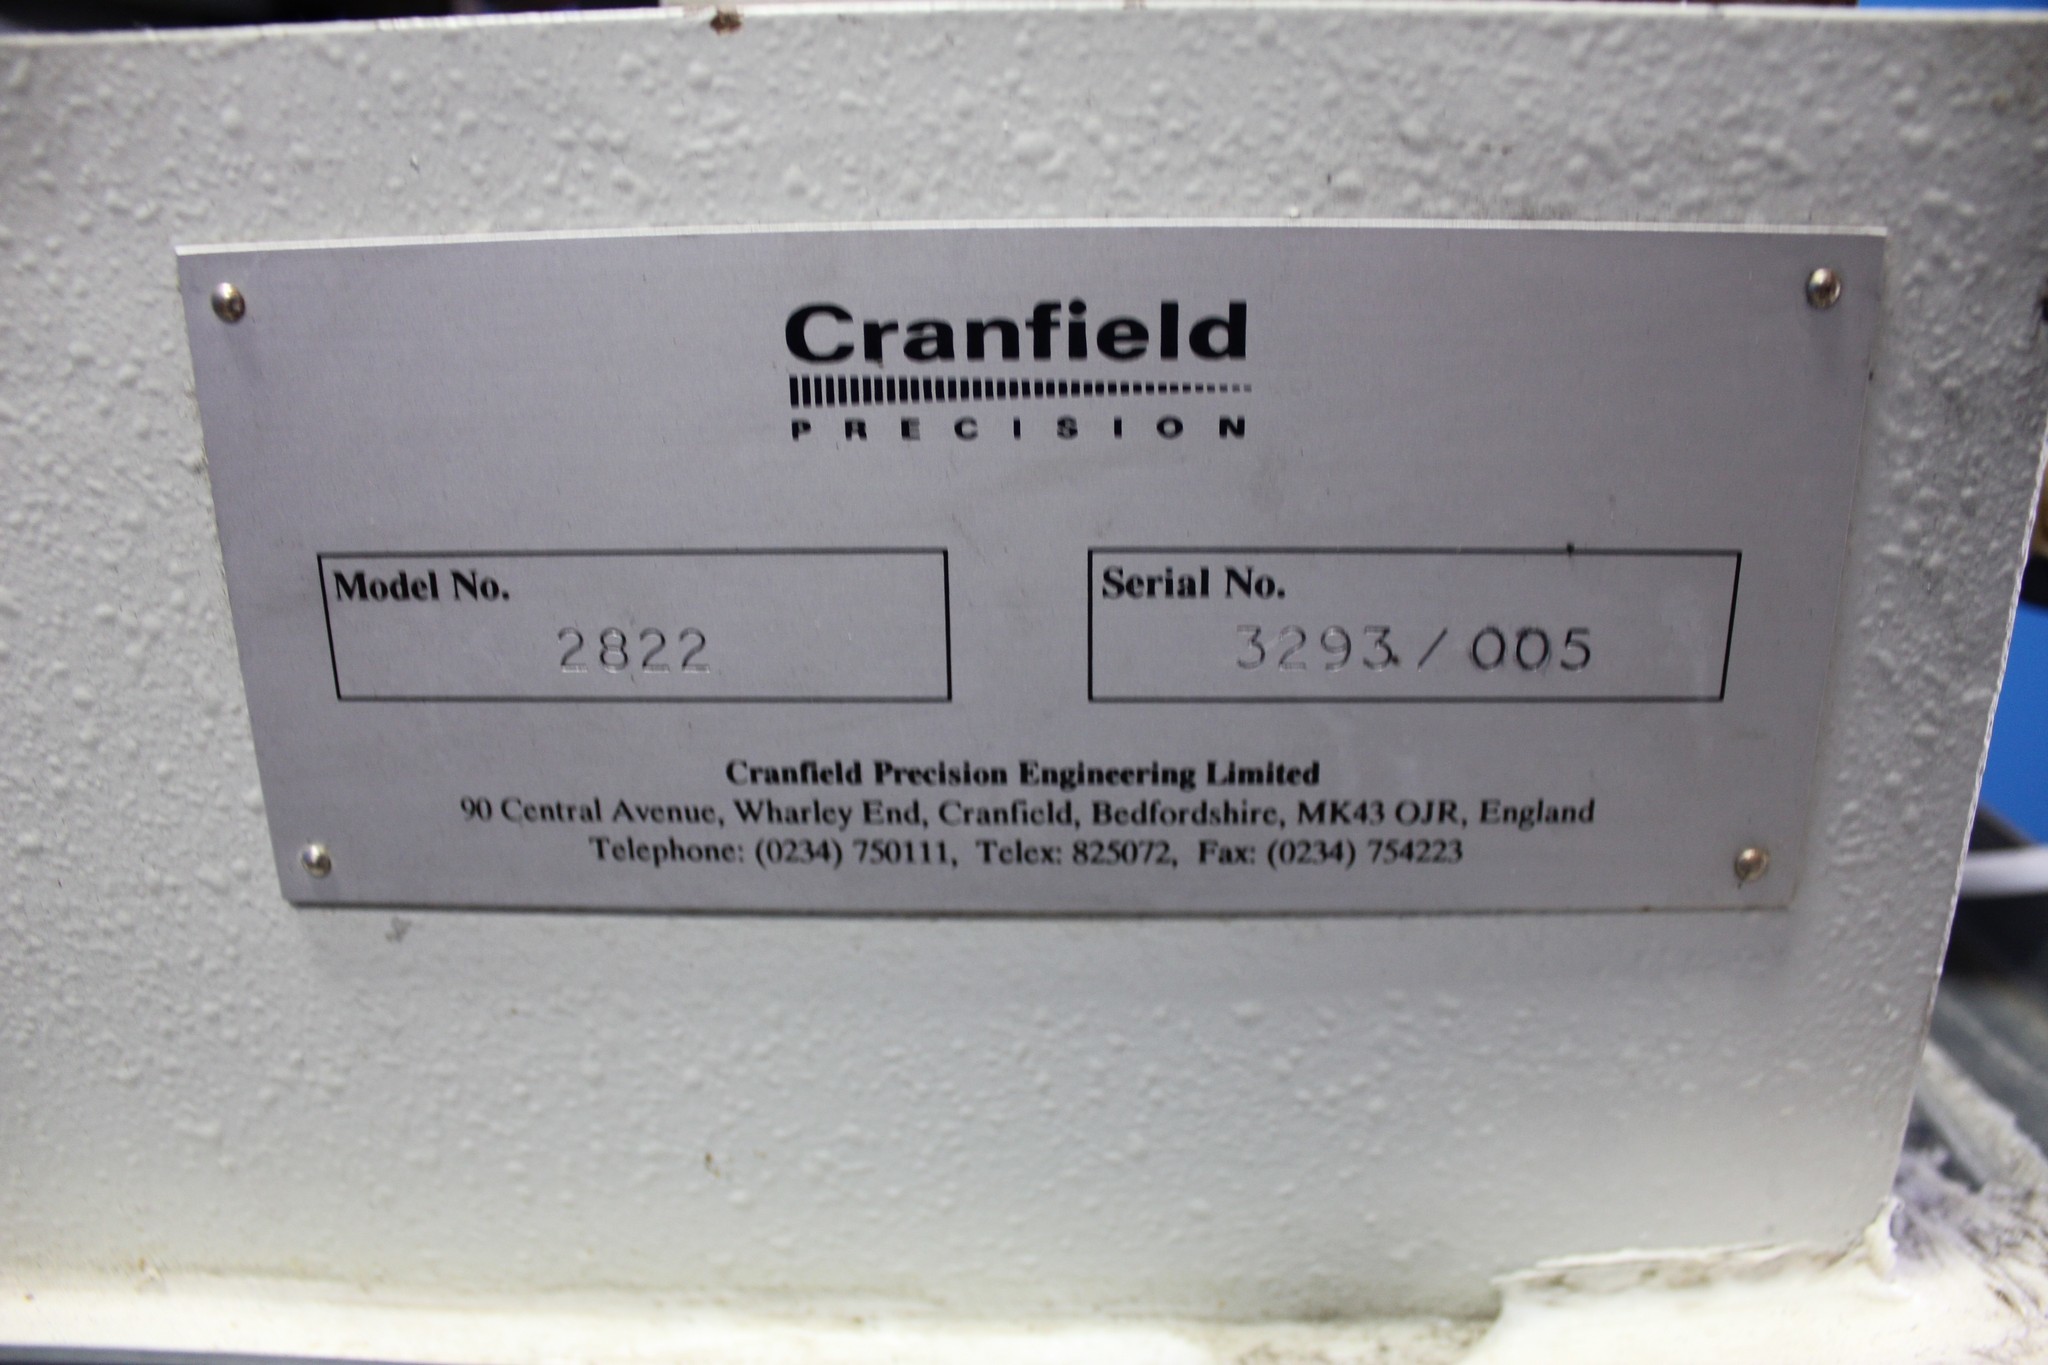 Cranfield
PRECISION
Model No.
2822
Serial No.
3293/005
Cranfield Precision Engineering Limited
90 Central Avenue, Wharley End, Cranfield, Bedfordshire, MK43 OJR, England
Telephone: (0234) 750111, Telex: 825072, Fax: (0234) 754223